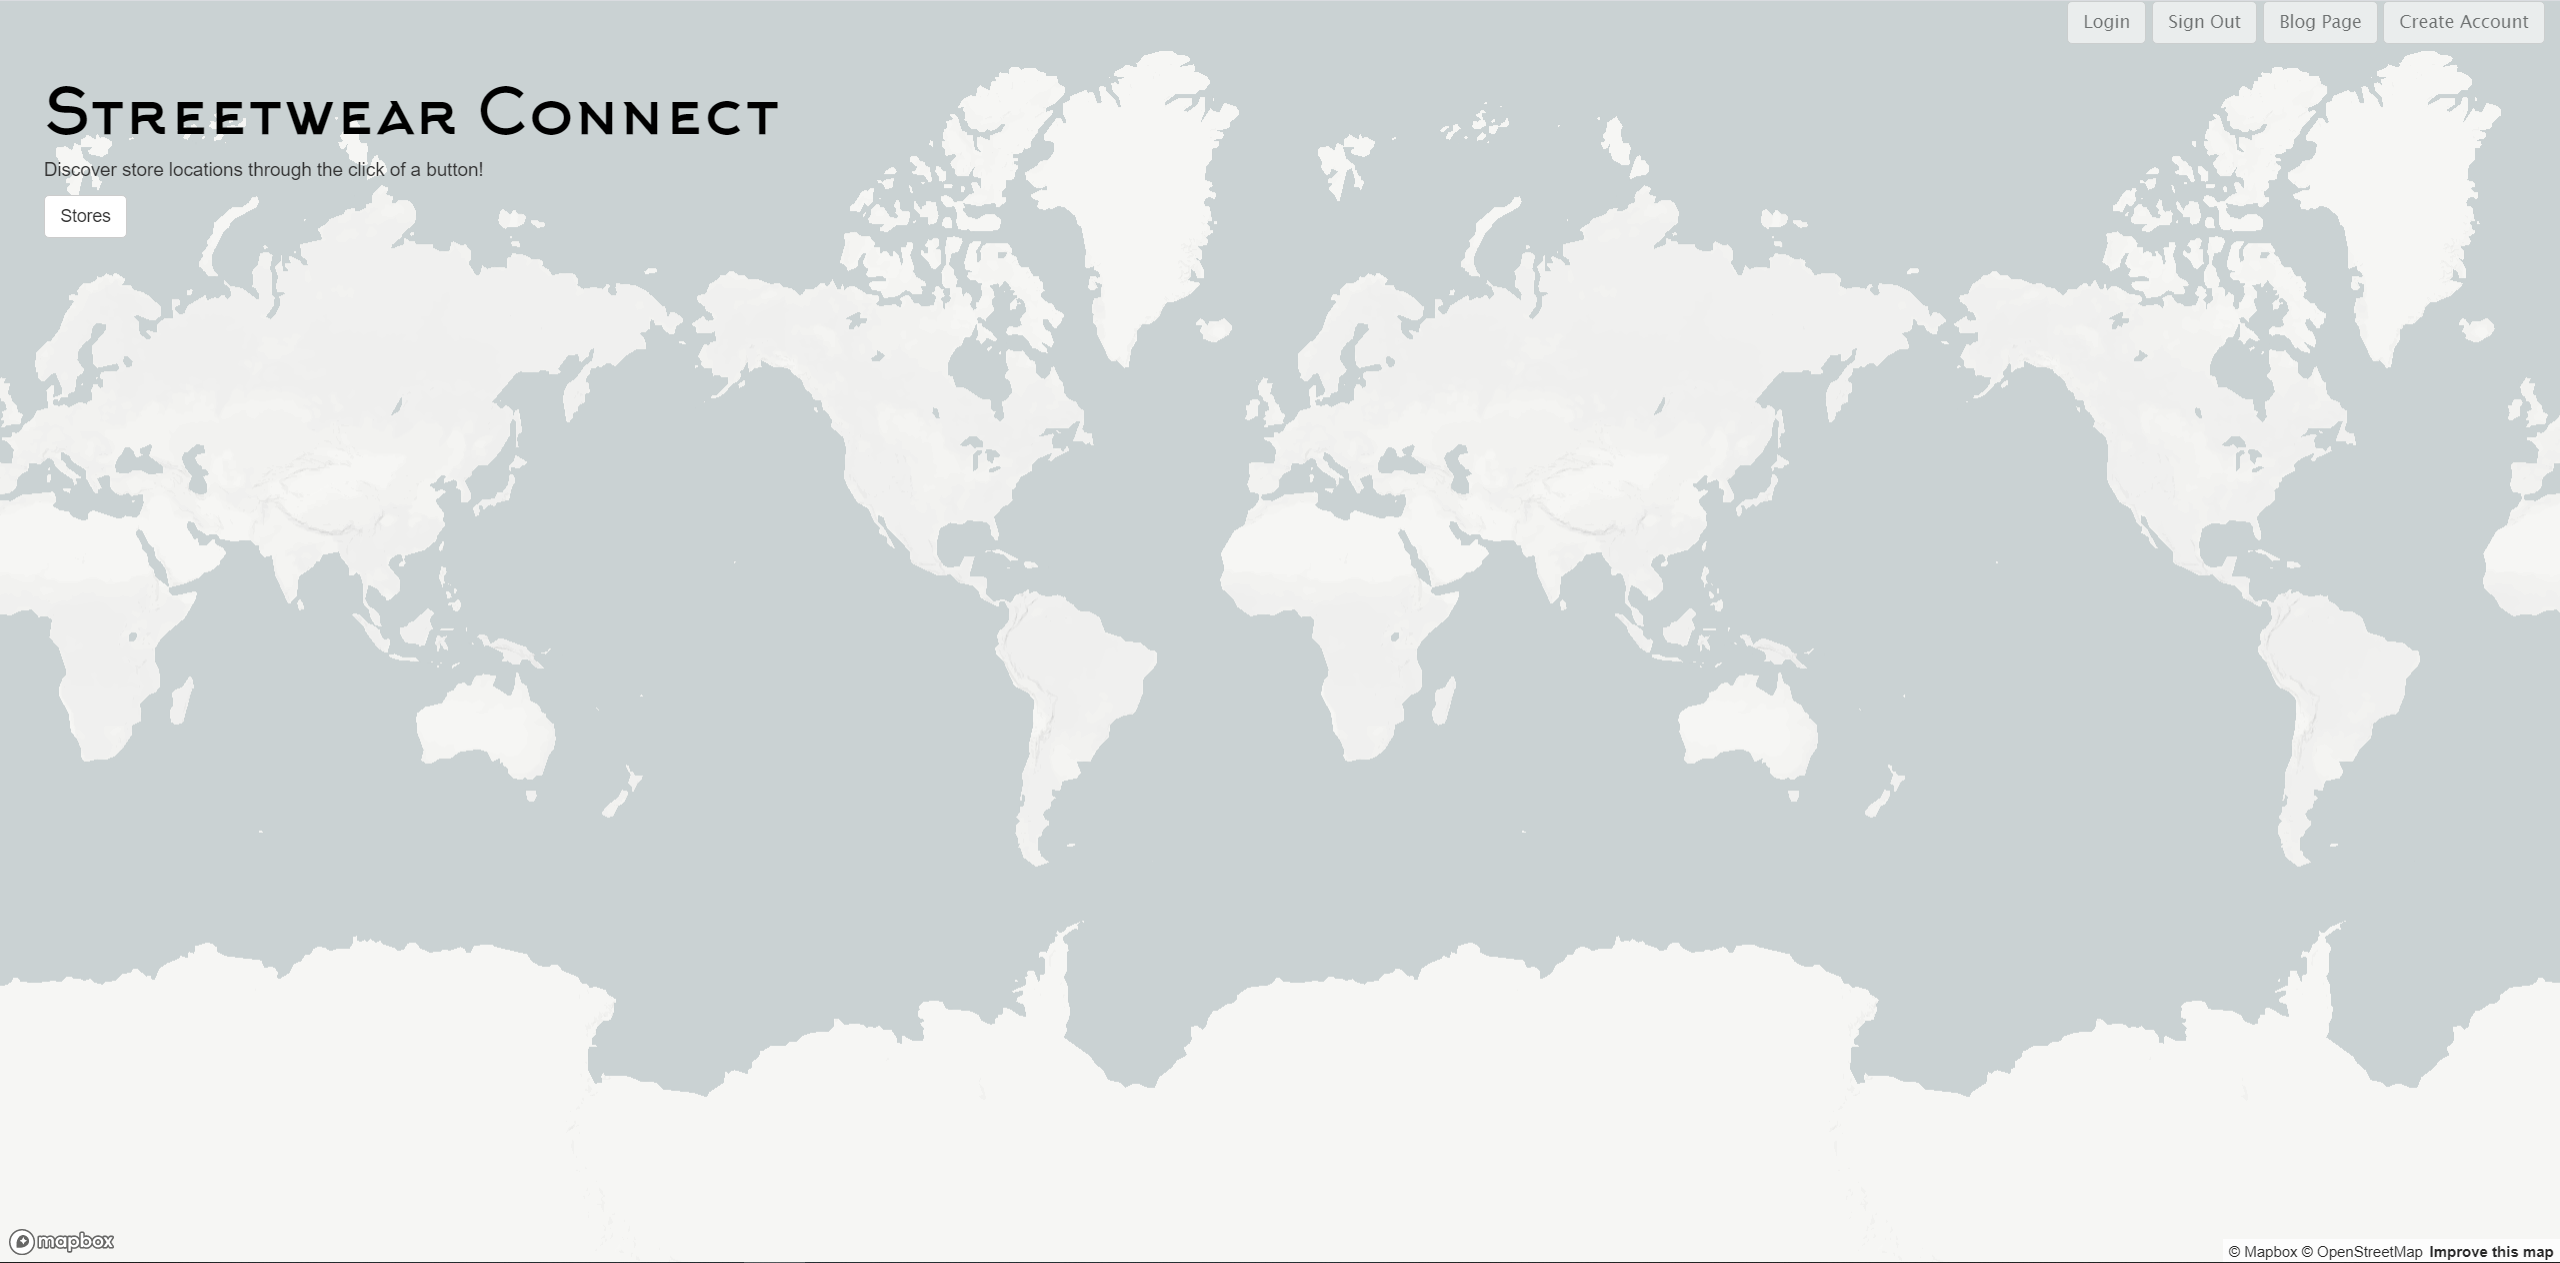 Login Sign Out Blog Page Create Account
Streetwear Connect
Discover store locations through the click of a button!
Stores
mapbox
© Mapbox © OpenStreetMap Improve this map